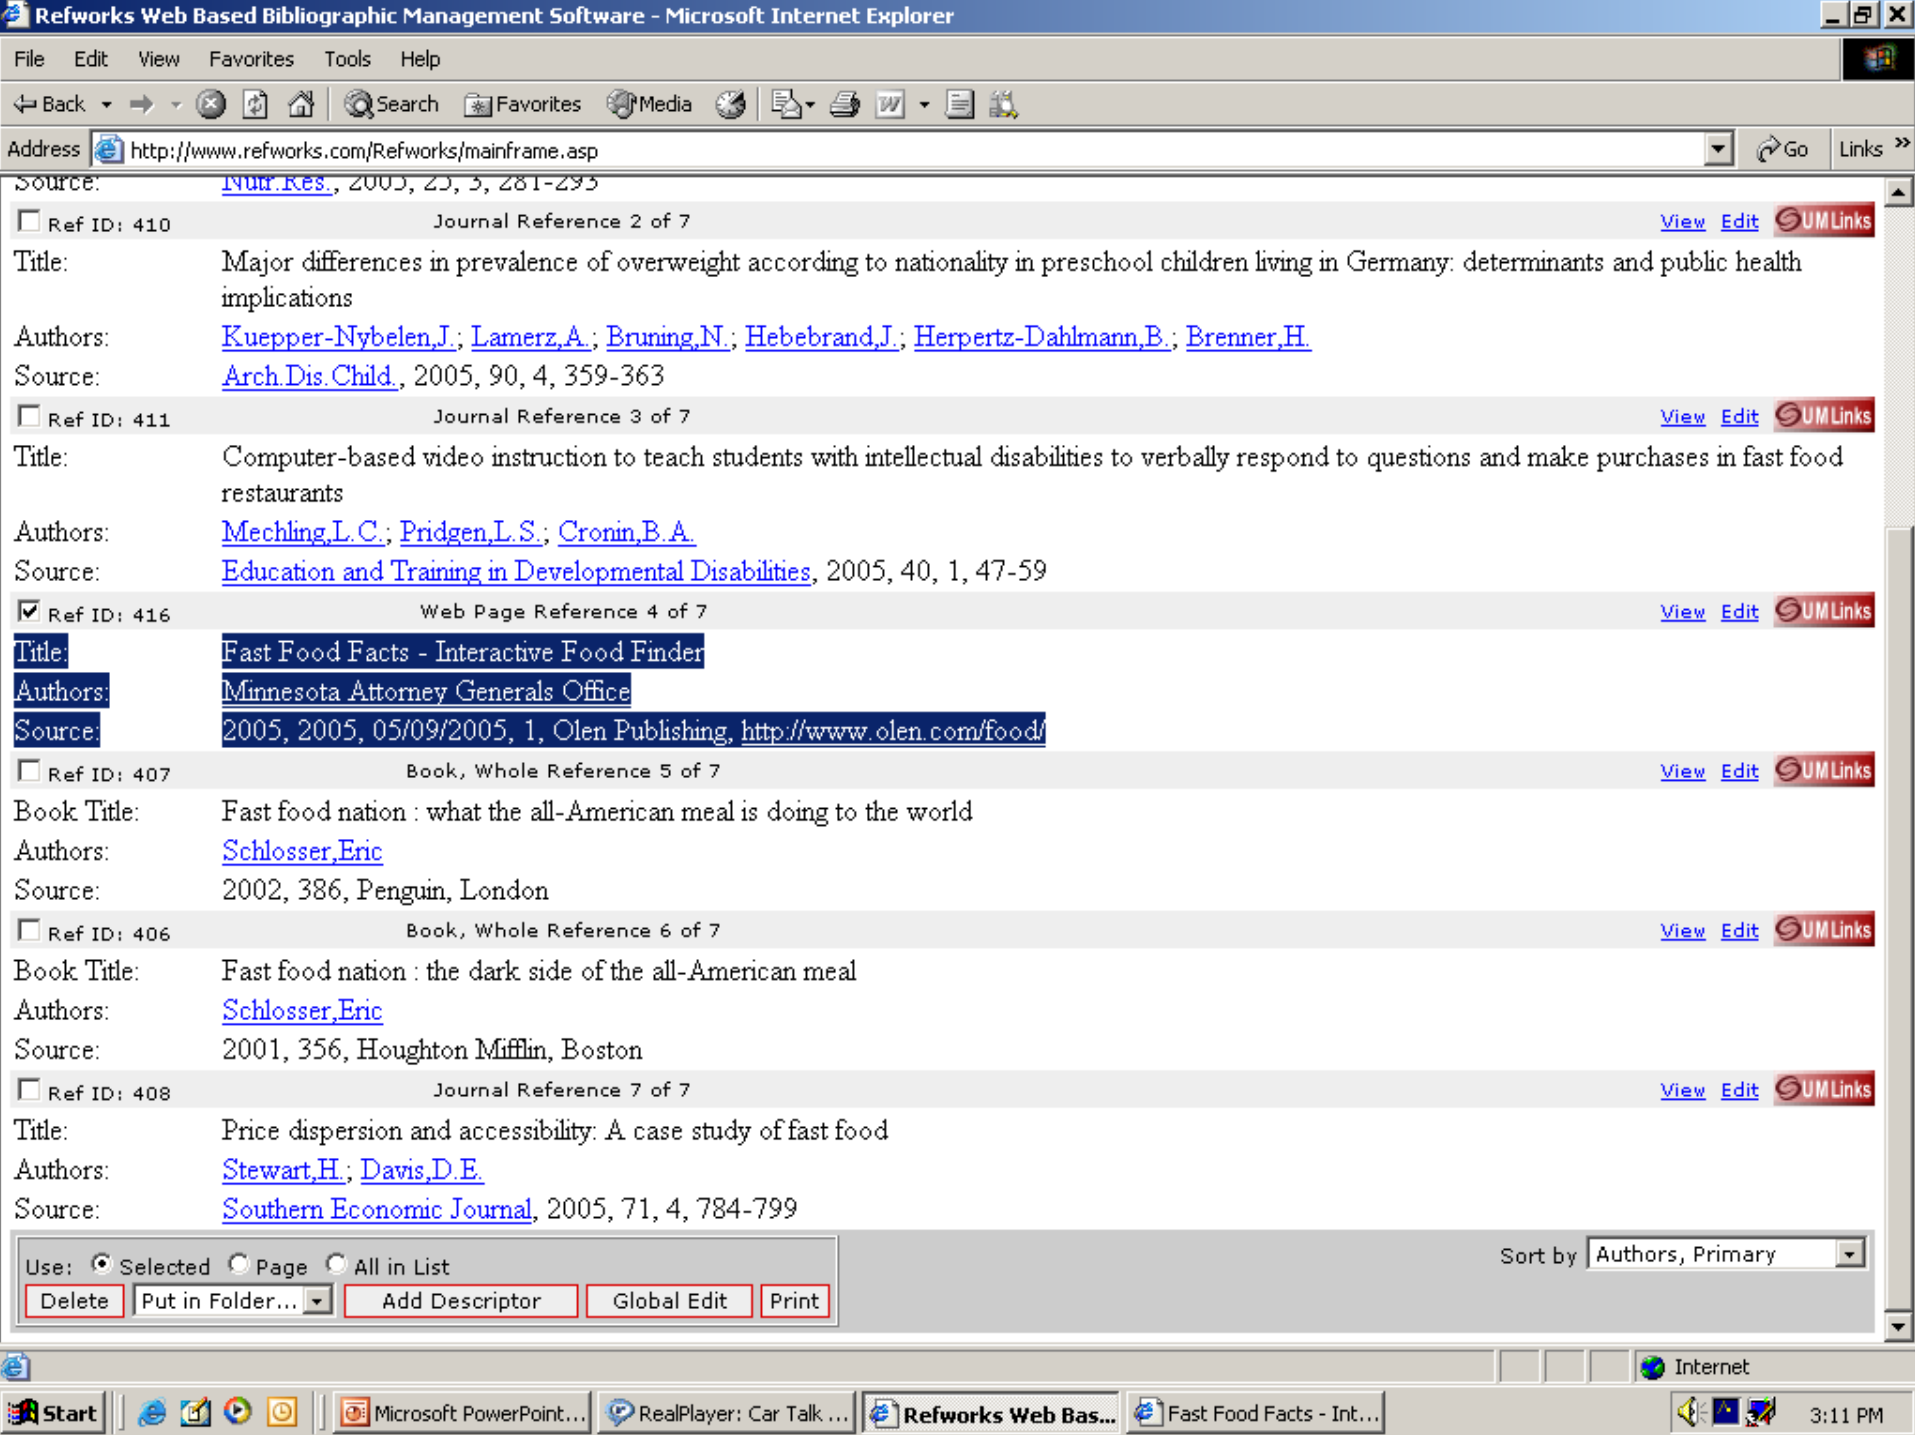 Refworks Web Based Bibliographic Management Software - Microsoft Internet Explorer
File Edit View Favorites Tools Help
Back Search Favorites Media
Address http://www.refworks.com/Refworks/mainframe.asp Go Links »
Source: Nutr.Res., 2005, 25, 3, 281-293
Ref ID: 410 Journal Reference 2 of 7 View Edit UMLinks
Title: Major differences in prevalence of overweight according to nationality in preschool children living in Germany: determinants and public health
implications
Authors: Kuepper-Nybelen,J.; Lamerz,A.; Bruning,N.; Hebebrand,J.; Herpertz-Dahlmann,B.; Brenner,H.
Source: Arch.Dis.Child., 2005, 90, 4, 359-363
Ref ID: 411 Journal Reference 3 of 7 View Edit UMLinks
Title: Computer-based video instruction to teach students with intellectual disabilities to verbally respond to questions and make purchases in fast food
restaurants
Authors: Mechling,L.C.; Pridgen,L.S.; Cronin,B.A.
Source: Education and Training in Developmental Disabilities, 2005, 40, 1, 47-59
Ref ID: 416 Web Page Reference 4 of 7 View Edit UMLinks
Title: Fast Food Facts - Interactive Food Finder
Authors: Minnesota Attorney Generals Office
Source: 2005, 2005, 05/09/2005, 1, Olen Publishing, http://www.olen.com/food/
Ref ID: 407 Book, Whole Reference 5 of 7 View Edit UMLinks
Book Title: Fast food nation : what the all-American meal is doing to the world
Authors: Schlosser,Eric
Source: 2002, 386, Penguin, London
Ref ID: 406 Book, Whole Reference 6 of 7 View Edit UMLinks
Book Title: Fast food nation : the dark side of the all-American meal
Authors: Schlosser,Eric
Source: 2001, 356, Houghton Mifflin, Boston
Ref ID: 408 Journal Reference 7 of 7 View Edit UMLinks
Title: Price dispersion and accessibility: A case study of fast food
Authors: Stewart,H.; Davis,D.E.
Source: Southern Economic Journal, 2005, 71, 4, 784-799
Use: Selected Page All in List Sort by Authors, Primary
Delete Put in Folder... Add Descriptor Global Edit Print
Internet
Start Microsoft PowerPoint... RealPlayer: Car Talk ... Refworks Web Bas... Fast Food Facts - Int... 3:11 PM